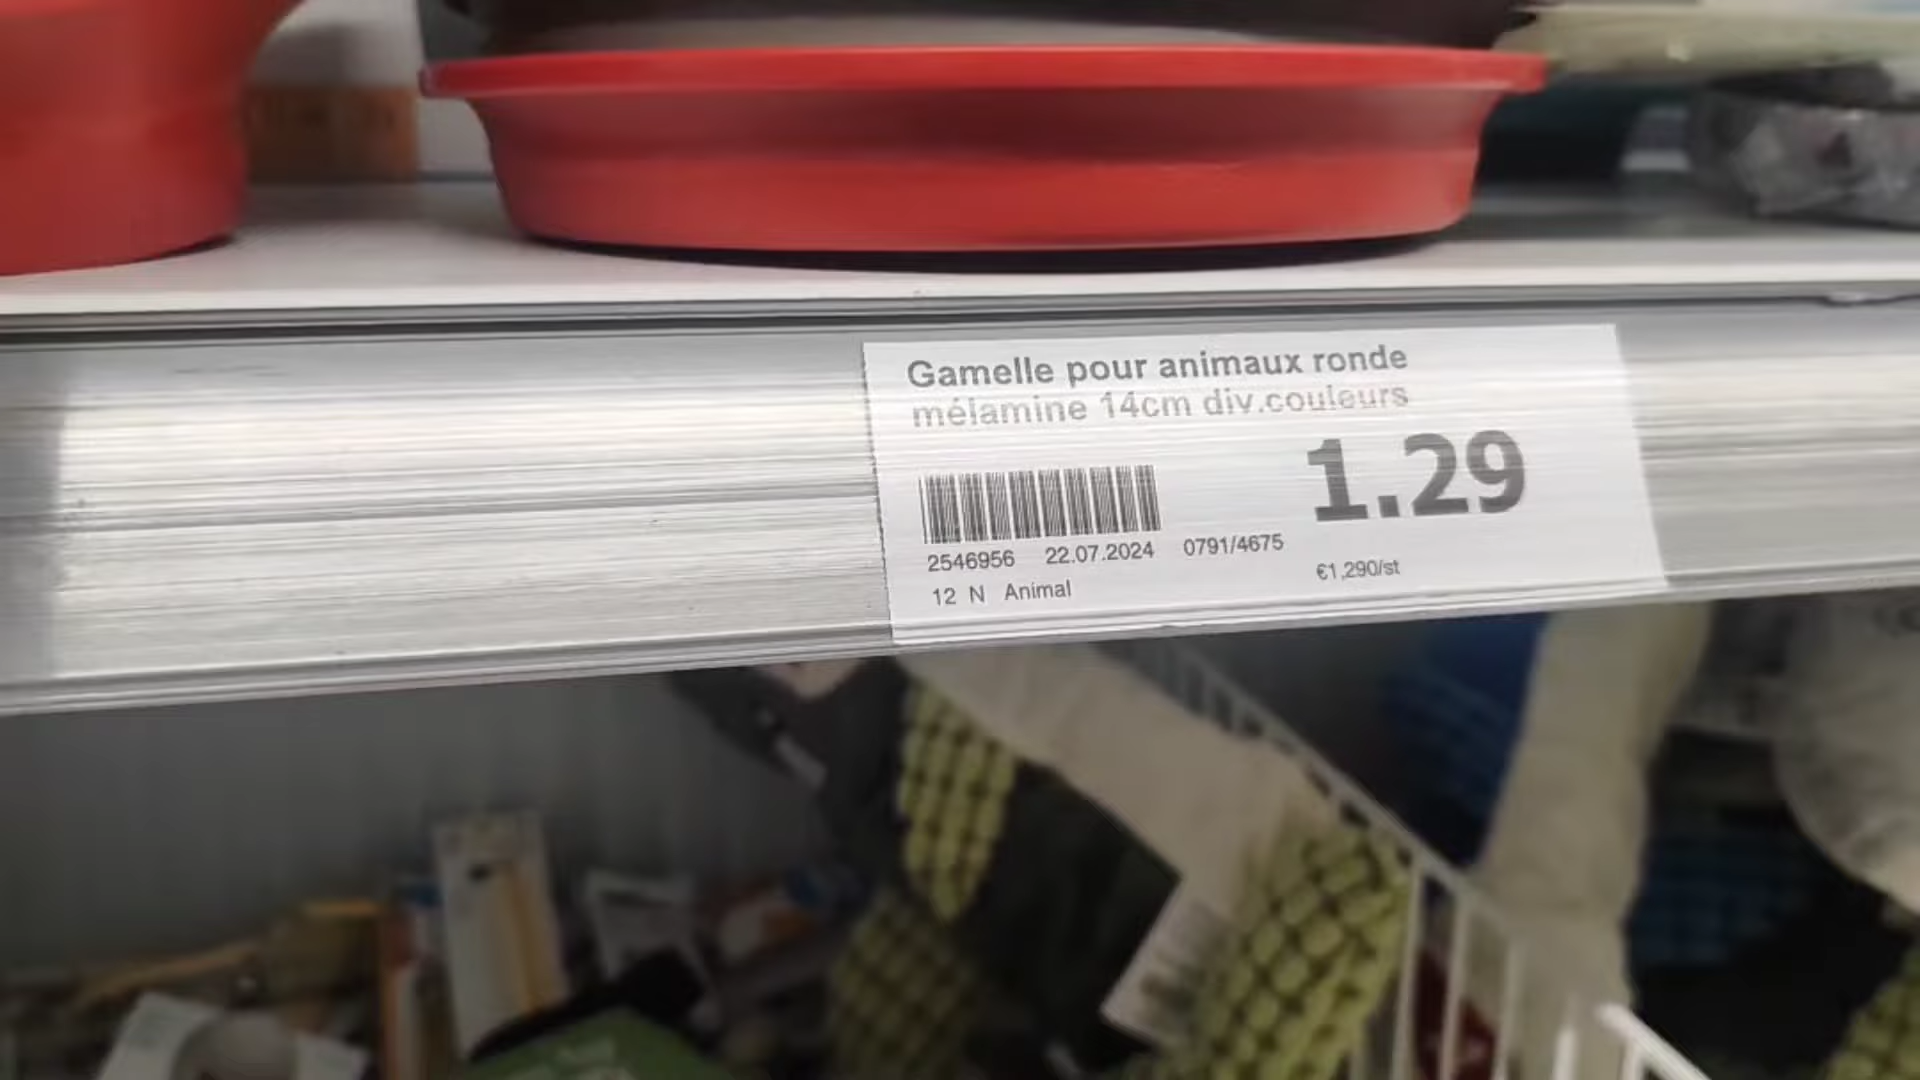 Gamelle pour animaux ronde
mélamine 14cm div.couleurs
1.29
2546956 22.07.2024 0791/4675
€1,290/st
12 N Animal